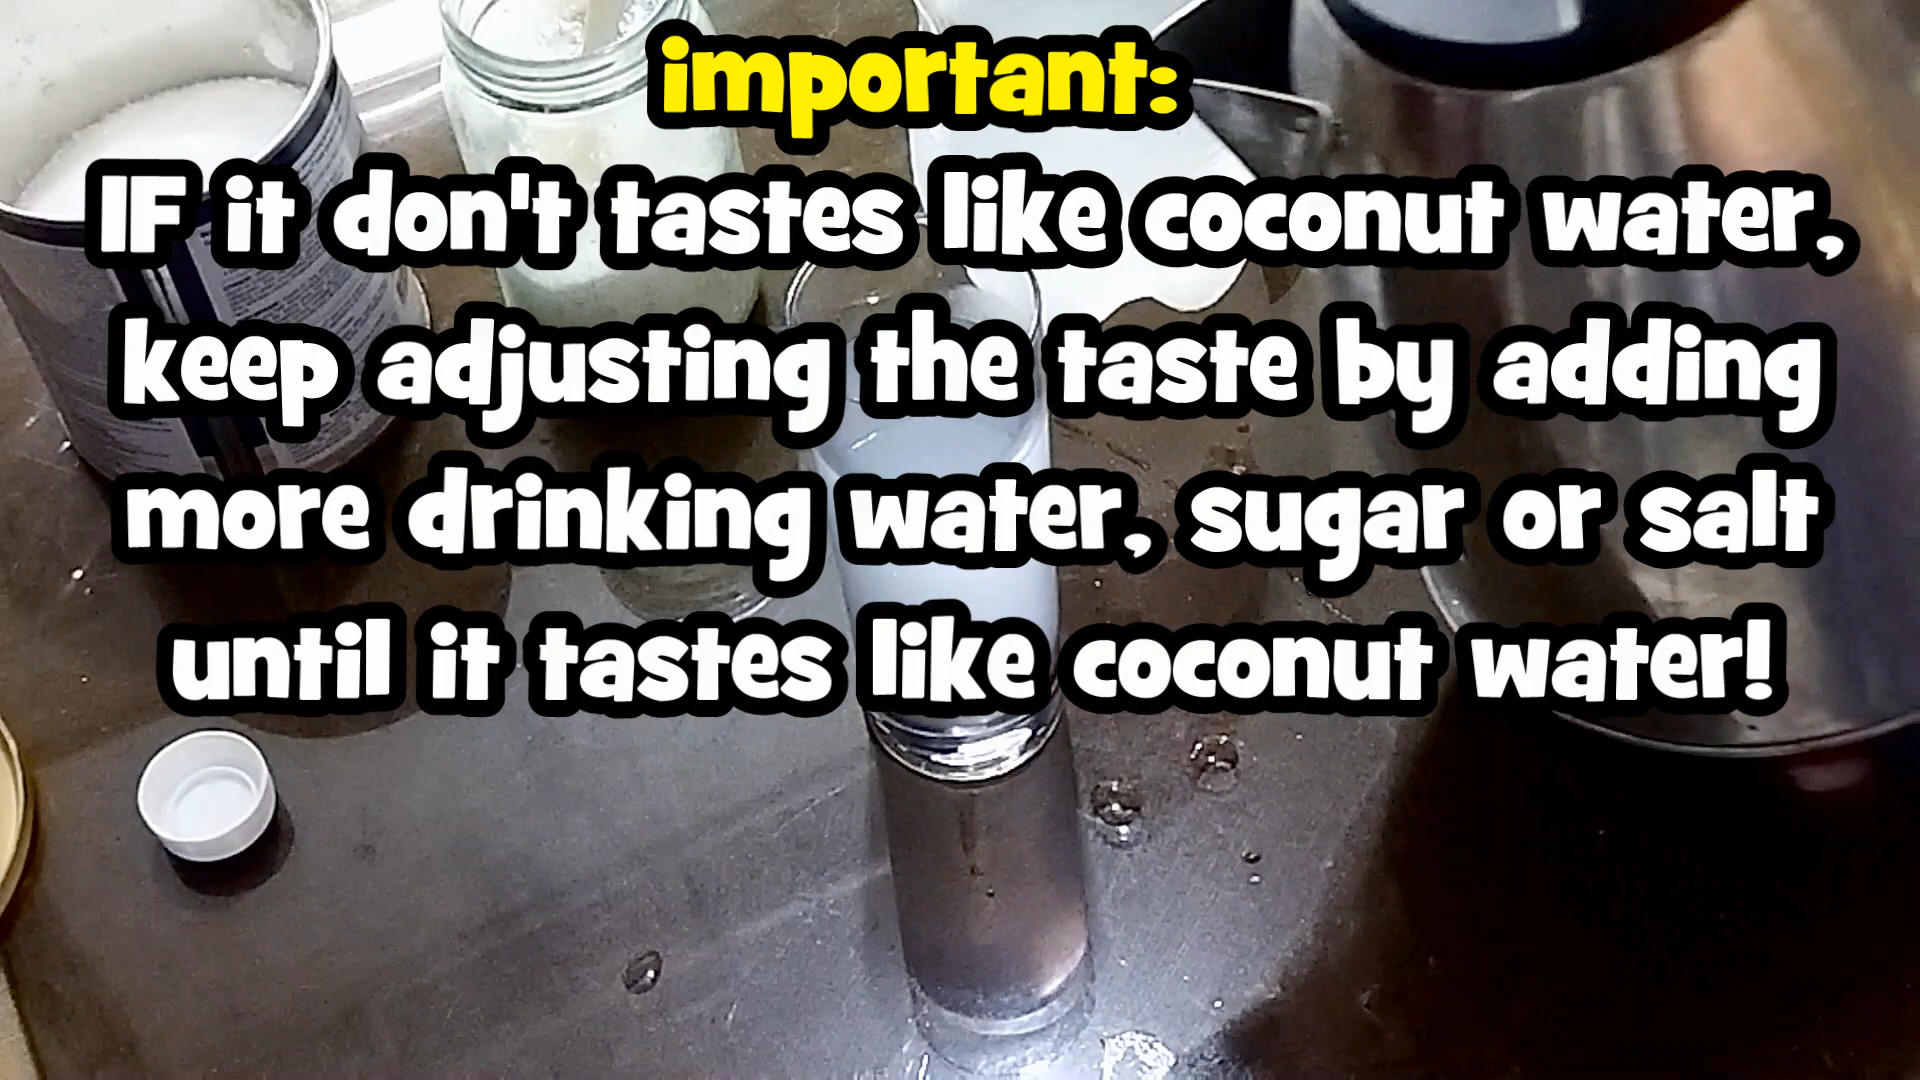 important:
IF it don't tastes like coconut water,
keep adjusting the taste by adding
more drinking water, sugar or salt
until it tastes like coconut water!